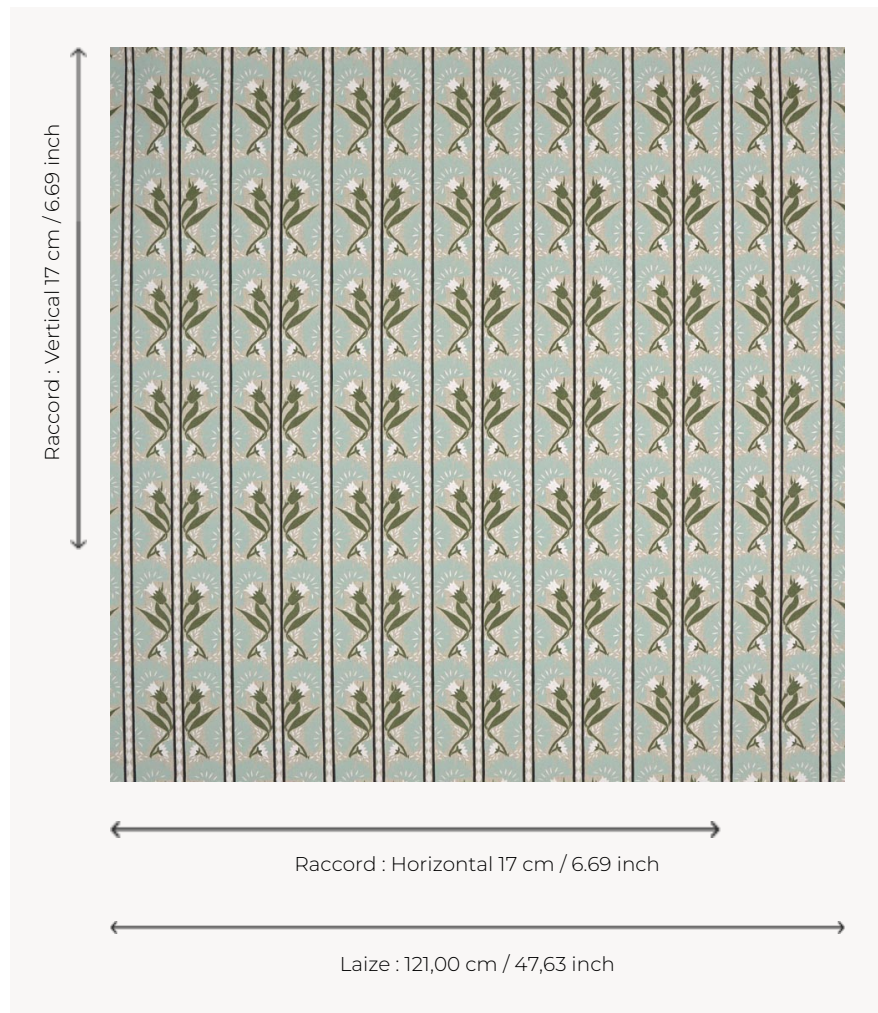 Raccord : Vertical 17 cm / 6.69 inch
Raccord : Horizontal 17 cm / 6.69 inch
Laize : 121,00 cm / 47,63 inch